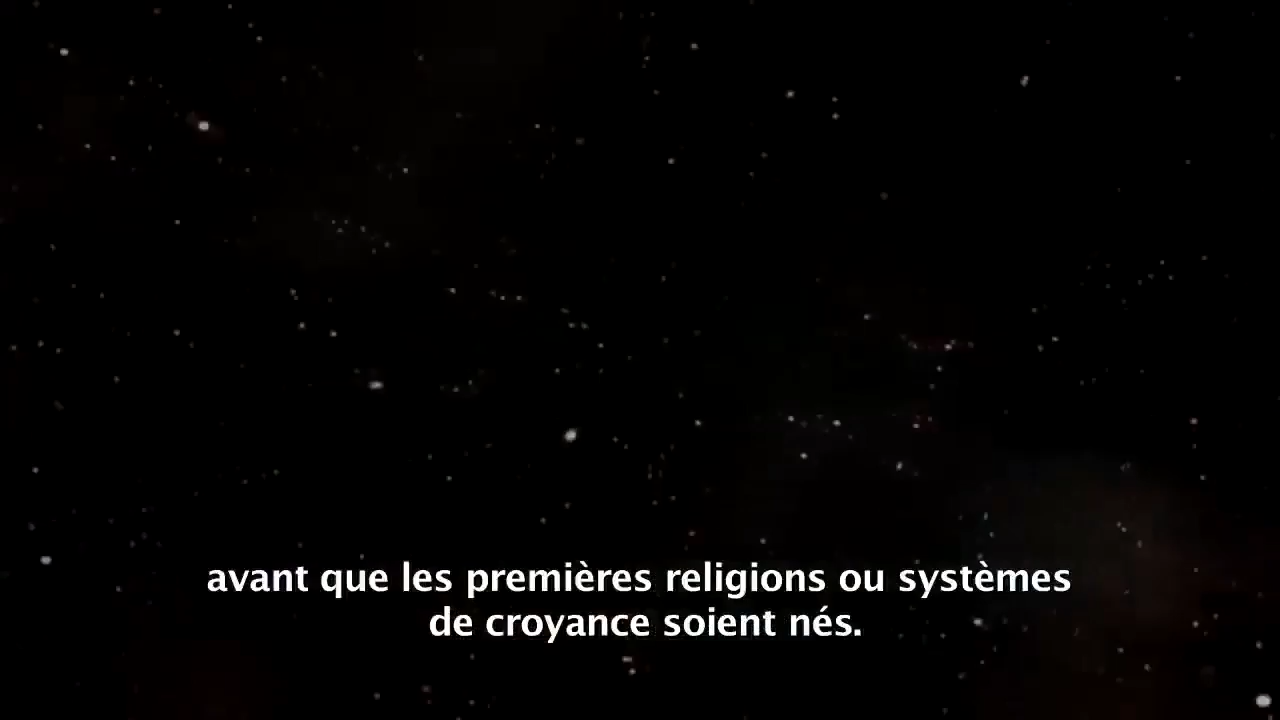 avant que les premières religions ou systèmes
de croyance soient nés.